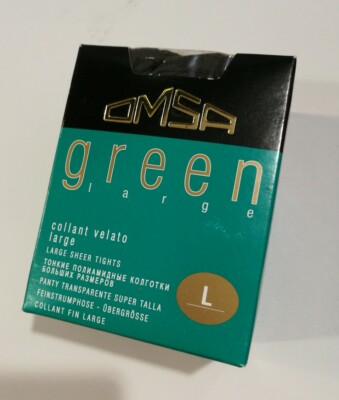 OMSA
green
large
collant velato
large
LARGE SHEER TIGHTS
ТОНКИЕ ПОЛИАМИДНЫЕ КОЛГОТКИ
БОЛЬШИХ РАЗМЕРОВ
PANTY TRANSPARENTE SUPER TALLA
FEINSTRUMPHOSE - ÜBERGRÖSSE
COLLANT FIN LARGE
L